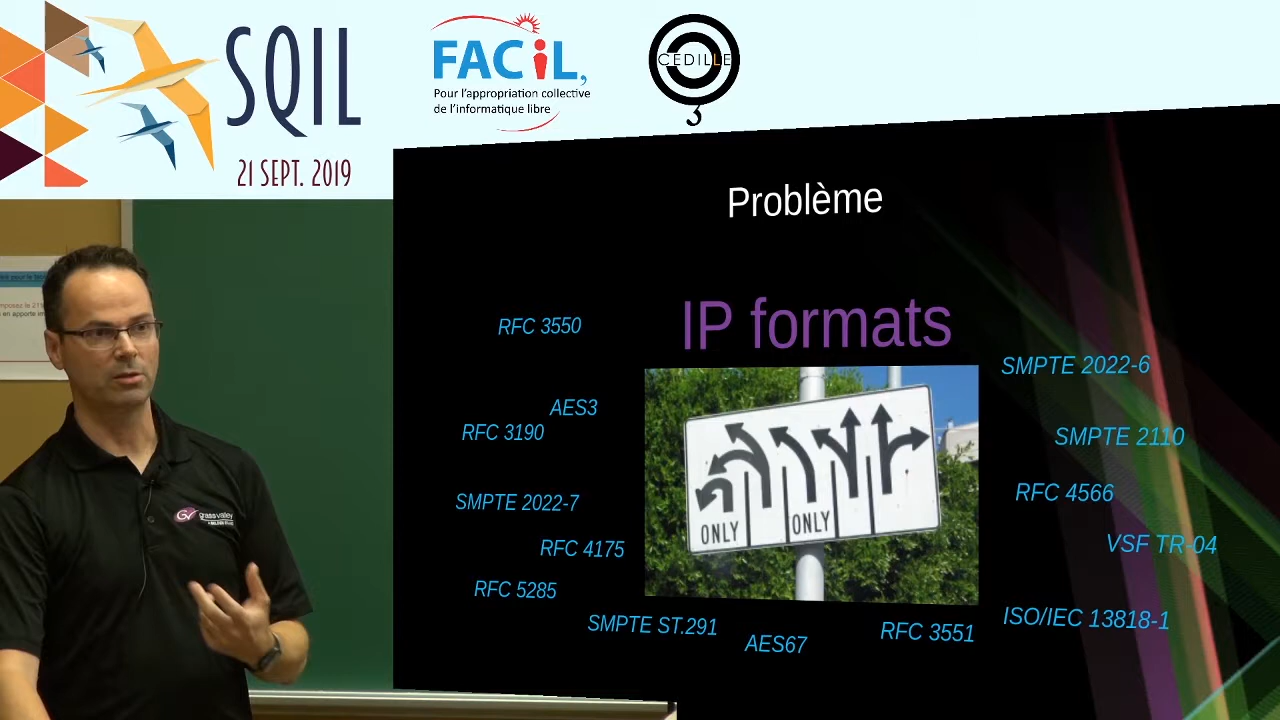 SQIL
21 SEPT. 2019
FACiL,
Pour l'appropriation collective
de l'informatique libre
CEDILLE
Problème
IP formats
RFC 3550
SMPTE 2022-6
AES3
RFC 3190
SMPTE 2110
RFC 4566
SMPTE 2022-7
RFC 4175
VSF TR-04
RFC 5285
SMPTE ST.291
AES67
RFC 3551
ISO/IEC 13818-1
ONLY
ONLY
GV
grass valley